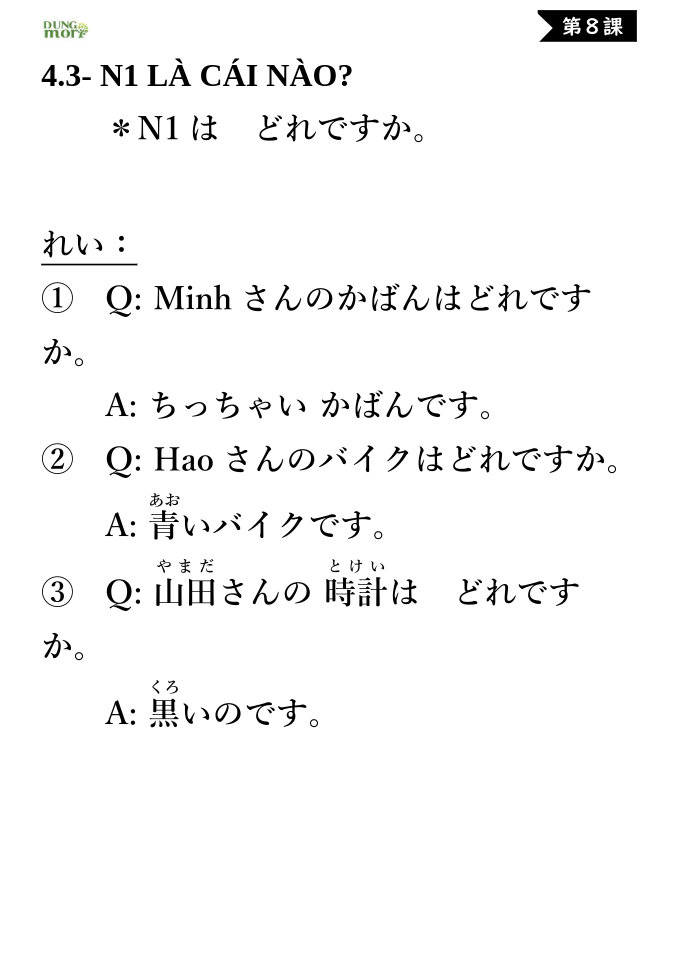 DUNG
mori
第８課
4.3- N1 LÀ CÁI NÀO?
＊N1 は　どれですか。
れい：
①　Q: Minh さんのかばんはどれです
か。
A: ちっちゃい かばんです。
②　Q: Hao さんのバイクはどれですか。
あお
A: 青いバイクです。
やまだ　とけい
③　Q: 山田さんの 時計は　どれです
か。
くろ
A: 黒いのです。